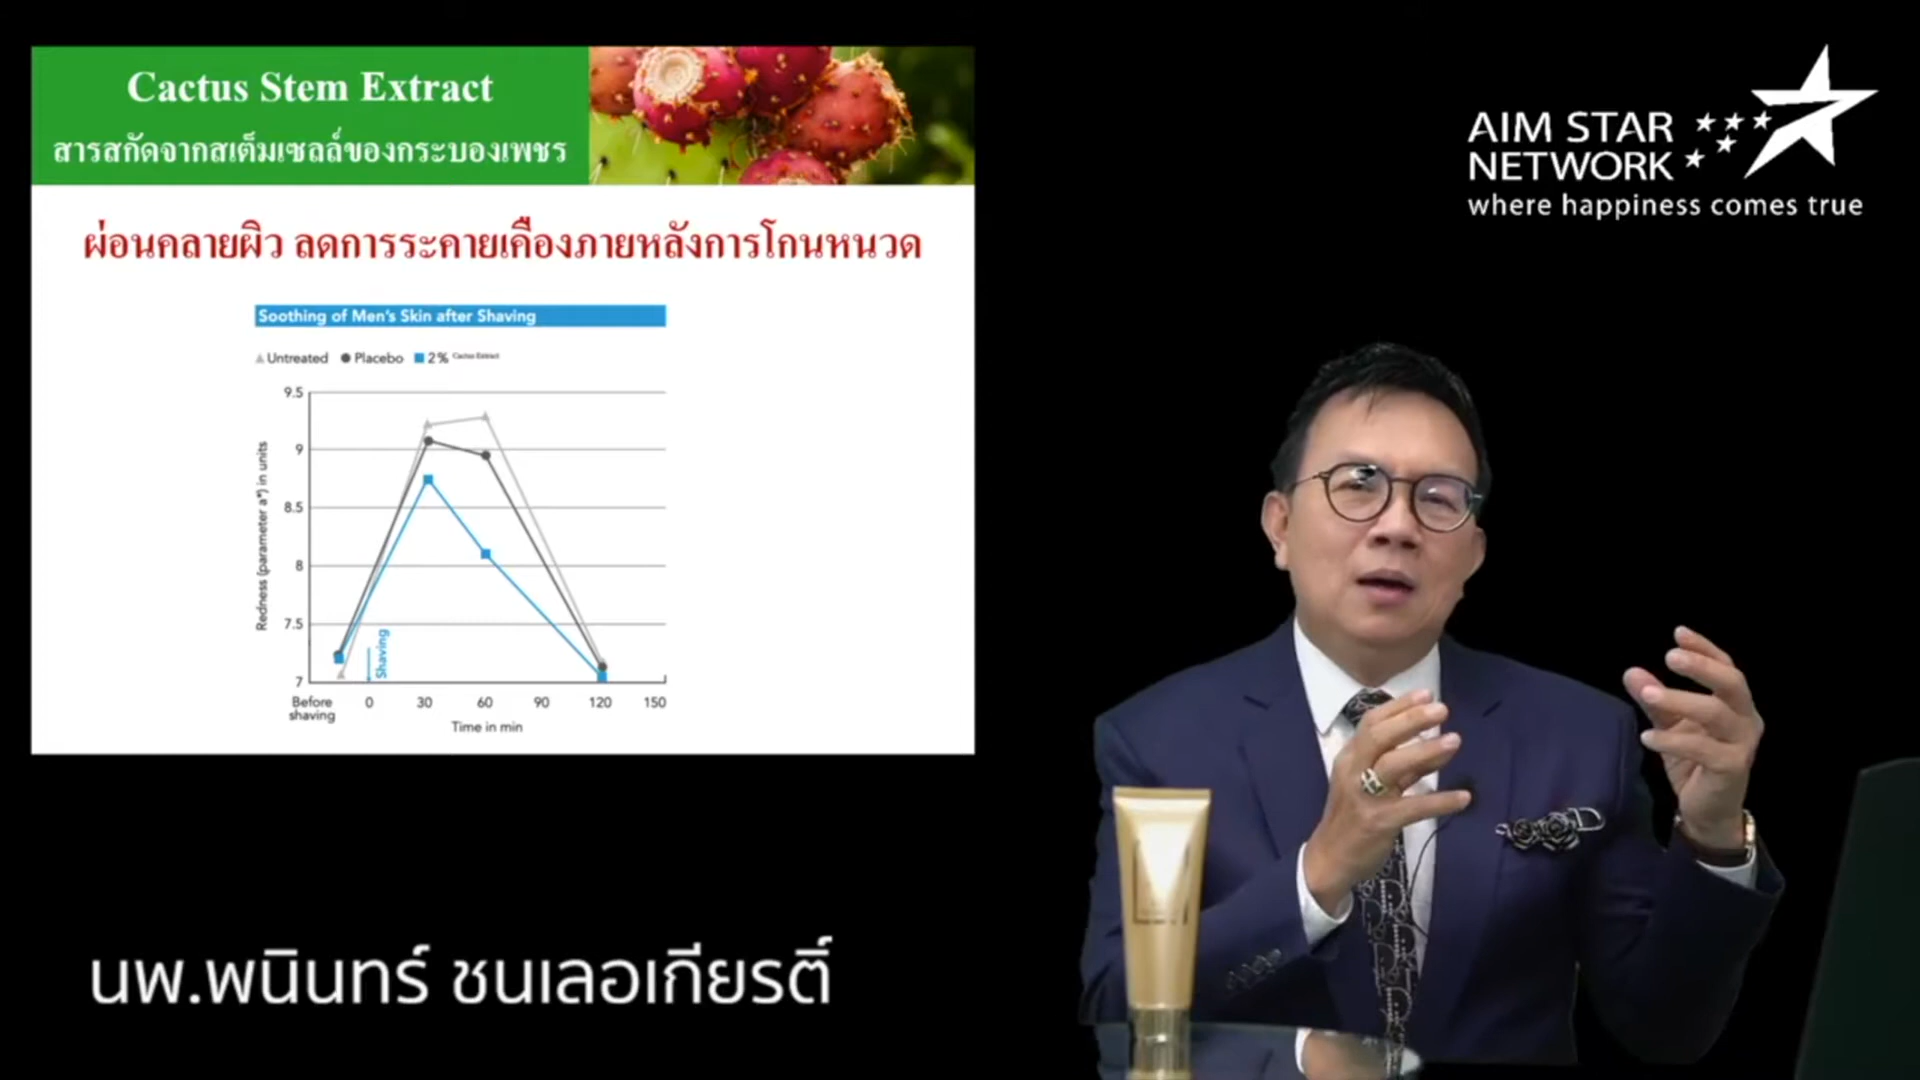 Cactus Stem Extract
สารสกัดจากสเต็มเซลล์ของกระบองเพชร
ผ่อนคลายผิว ลดการระคายเคืองภายหลังการโกนหนวด
Soothing of Men's Skin after Shaving
Untreated Placebo 2% Cactus Extract
9.5
9
8.5
8
7.5
7
Redness (parameter a*) in units
Shaving
Before shaving 0 30 60 90 120 150
Time in min
AIM STAR
NETWORK
where happiness comes true
นพ.พนินทร์ ชนเลอเกียรติ์